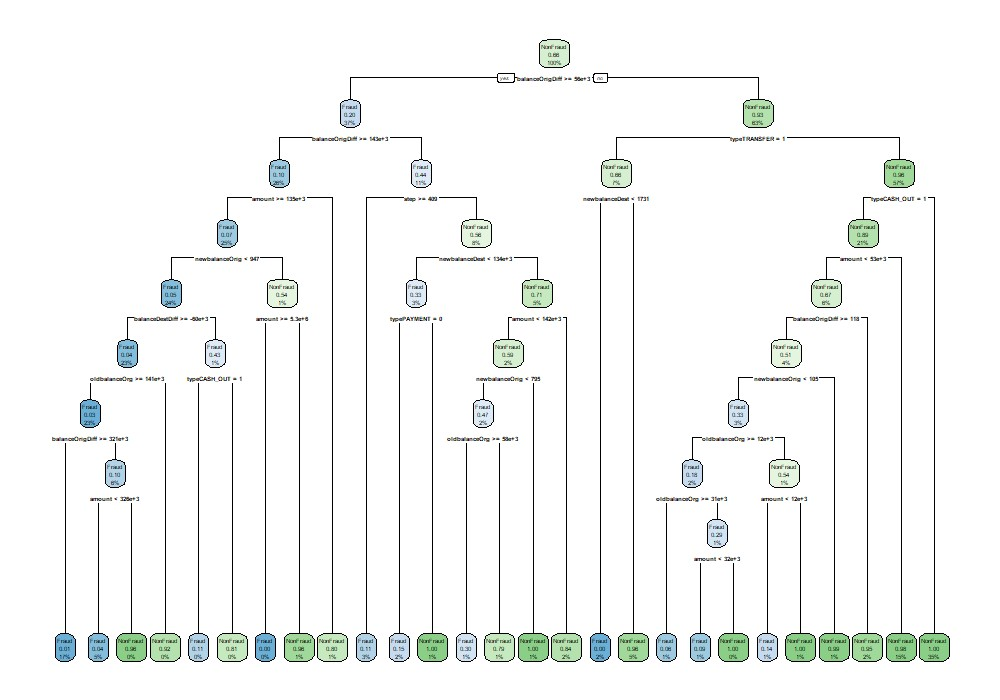 NonFraud
0.66
100%
yes balanceOrigDiff >= 56e+3 no
Fraud
0.20
37%
NonFraud
0.93
63%
balanceOrigDiff >= 143e+3
typeTRANSFER = 1
Fraud
0.10
26%
Fraud
0.44
11%
NonFraud
0.66
7%
NonFraud
0.96
57%
amount >= 135e+3
step >= 409
newbalanceDest < 1731
typeCASH_OUT = 1
Fraud
0.07
25%
NonFraud
0.56
8%
NonFraud
0.89
21%
newbalanceOrig < 947
newbalanceDest < 134e+3
amount < 53e+3
Fraud
0.05
24%
NonFraud
0.54
1%
Fraud
0.33
3%
NonFraud
0.71
5%
NonFraud
0.67
6%
balanceDestDiff >= -60e+3
amount >= 5.3e+6
typePAYMENT = 0
amount < 142e+3
balanceOrigDiff >= 118
Fraud
0.04
23%
Fraud
0.43
1%
NonFraud
0.59
2%
NonFraud
0.51
4%
oldbalanceOrg >= 141e+3
typeCASH_OUT = 1
newbalanceOrig < 795
newbalanceOrig < 105
Fraud
0.03
23%
Fraud
0.47
2%
Fraud
0.33
3%
balanceOrigDiff >= 321e+3
oldbalanceOrg >= 58e+3
oldbalanceOrg >= 12e+3
Fraud
0.10
6%
Fraud
0.18
2%
NonFraud
0.54
1%
amount < 326e+3
oldbalanceOrg >= 31e+3
amount < 12e+3
Fraud
0.29
1%
amount < 32e+3
Fraud
0.01
17%
Fraud
0.04
5%
NonFraud
0.96
0%
NonFraud
0.92
0%
Fraud
0.11
0%
NonFraud
0.81
0%
Fraud
0.00
0%
NonFraud
0.96
1%
NonFraud
0.80
1%
Fraud
0.11
3%
Fraud
0.15
2%
NonFraud
1.00
1%
Fraud
0.30
1%
NonFraud
0.79
1%
NonFraud
1.00
1%
NonFraud
0.84
2%
Fraud
0.00
2%
NonFraud
0.96
5%
Fraud
0.06
1%
Fraud
0.09
1%
NonFraud
1.00
0%
Fraud
0.14
1%
NonFraud
1.00
1%
NonFraud
0.99
1%
NonFraud
0.95
2%
NonFraud
0.98
15%
NonFraud
1.00
35%